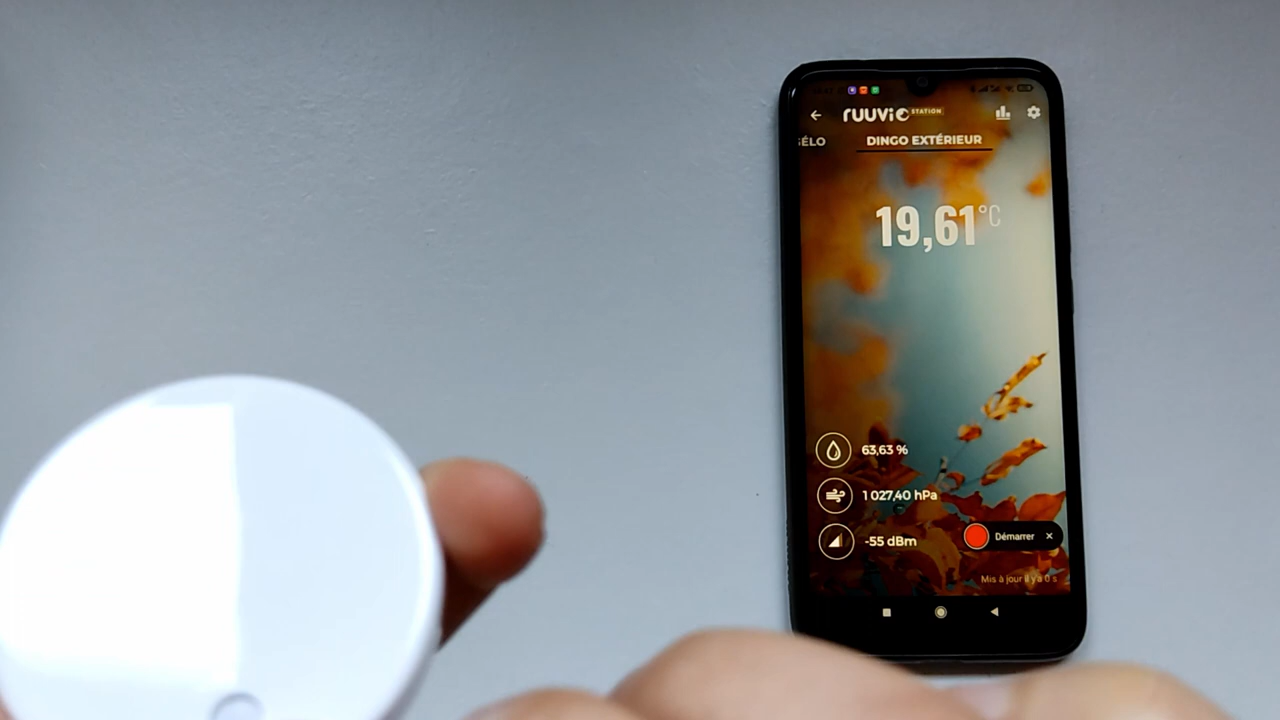 ruuvi STATION
DINGO EXTÉRIEUR
19,61°C
63,63 %
1 027,40 hPa
-55 dBm
Démarrer ×
Mis à jour il y a 0 s